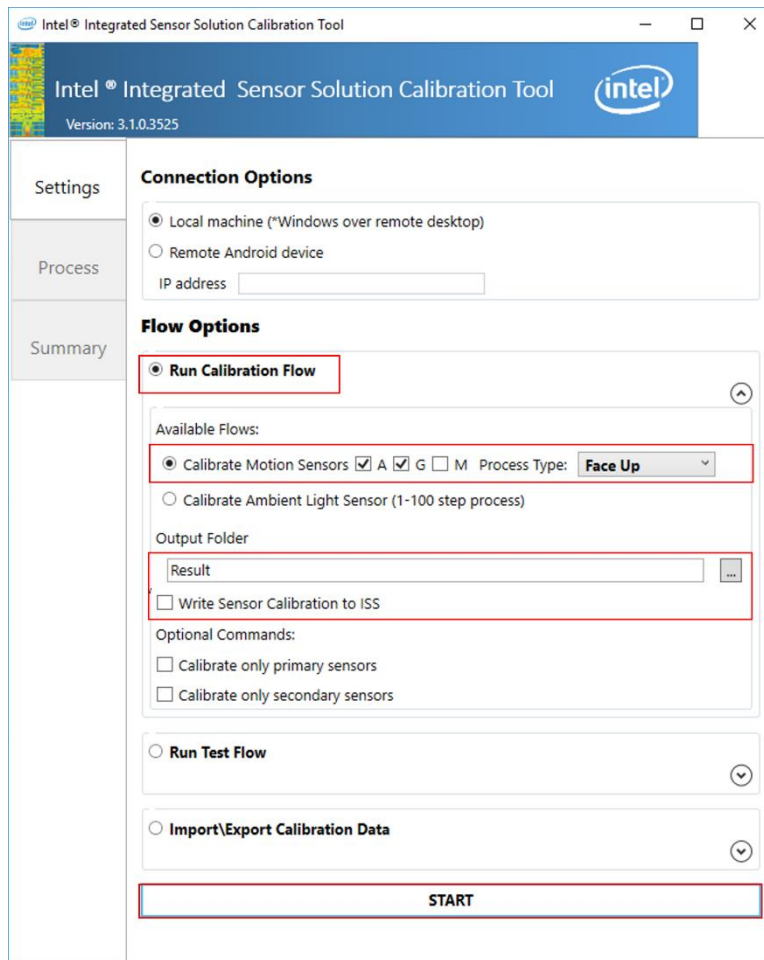 Intel® Integrated Sensor Solution Calibration Tool
Intel ® Integrated Sensor Solution Calibration Tool
intel
Version: 3.1.0.3525
Settings
Process
Summary
Connection Options
Local machine (*Windows over remote desktop)
Remote Android device
IP address
Flow Options
Run Calibration Flow
Available Flows:
Calibrate Motion Sensors A G M Process Type: Face Up
Calibrate Ambient Light Sensor (1-100 step process)
Output Folder
Result ...
Write Sensor Calibration to ISS
Optional Commands:
Calibrate only primary sensors
Calibrate only secondary sensors
Run Test Flow
Import\Export Calibration Data
START